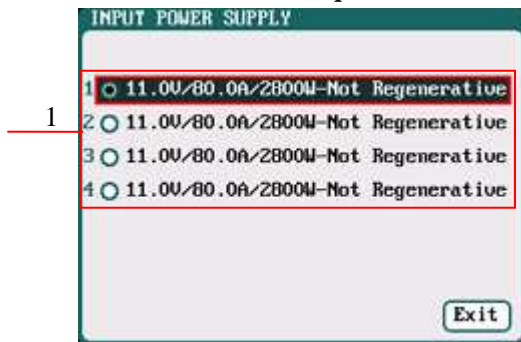 INPUT POWER SUPPLY
1 11.0V/80.0A/2800W-Not Regenerative
1
2 11.0V/80.0A/2800W-Not Regenerative
3 11.0V/80.0A/2800W-Not Regenerative
4 11.0V/80.0A/2800W-Not Regenerative
Exit